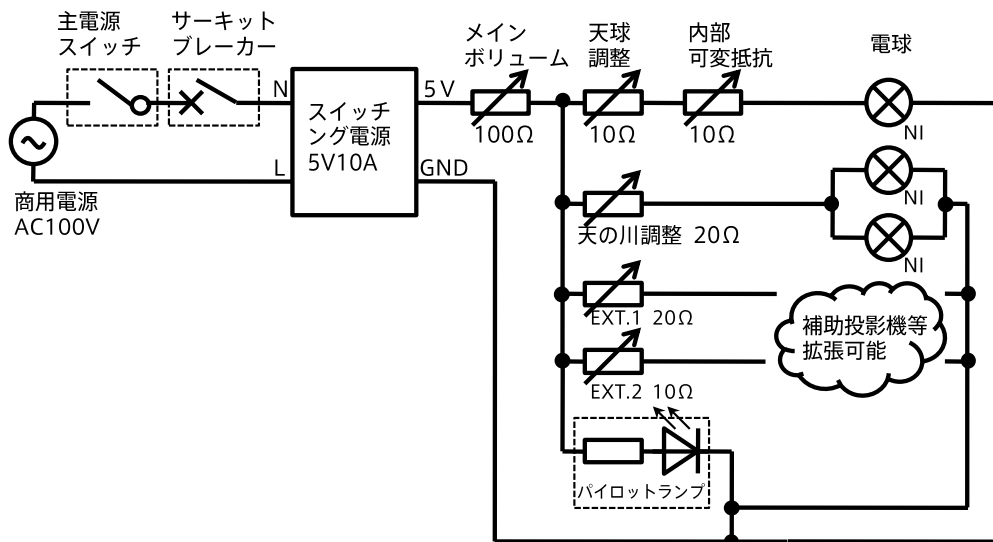 主電源
スイッチ
サーキット
ブレーカー
メイン
ボリューム
天球
調整
内部
可変抵抗
電球
N
5V
スイッチ
ング電源
5V10A
100Ω
10Ω
10Ω
NI
L
GND
商用電源
AC100V
NI
天の川調整 20Ω
NI
EXT.1 20Ω
補助投影機等
拡張可能
EXT.2 10Ω
パイロットランプ